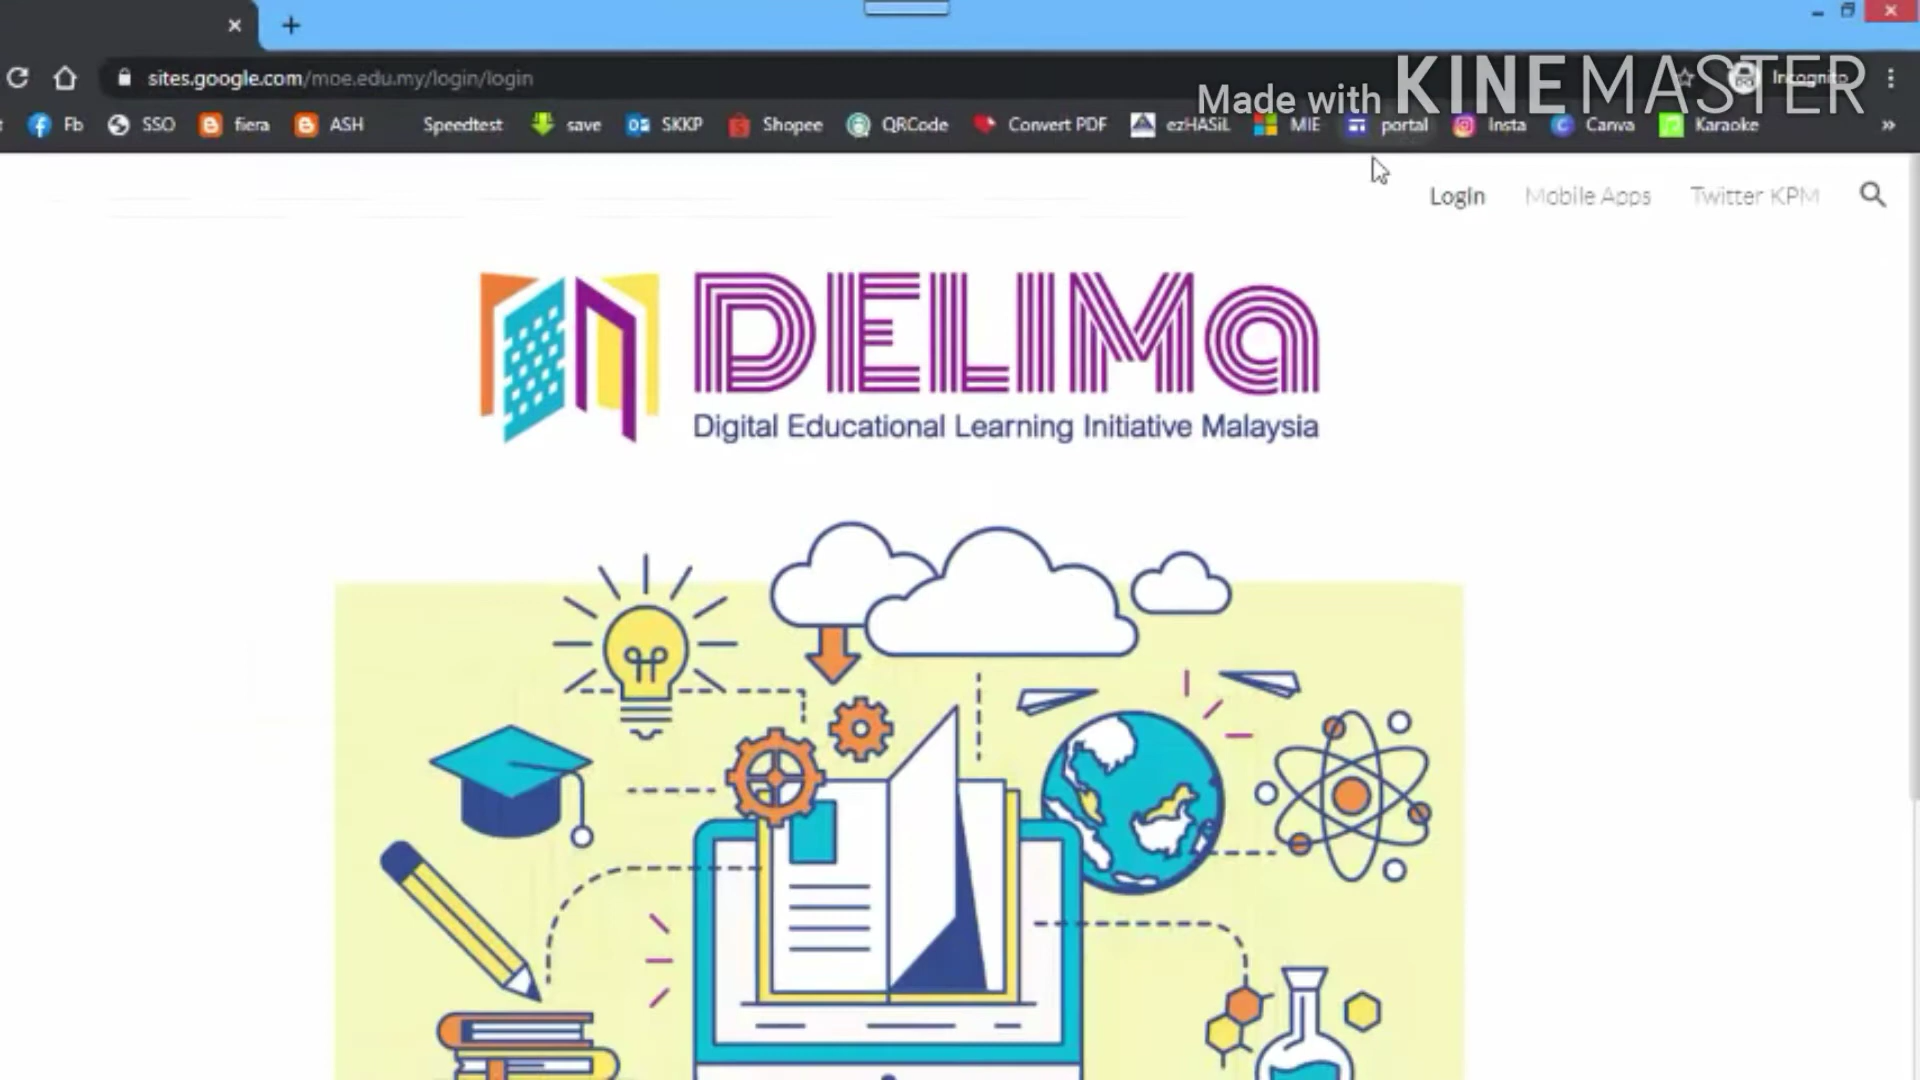 sites.google.com/moe.edu.my/login/login
Made with KINEMASTER
Incognito
Fb SSO fiera ASH Speedtest save SKKP Shopee QRCode Convert PDF ezHASiL MIE portal Insta Canva Karaoke »
Login Mobile Apps Twitter KPM
DELIMa
Digital Educational Learning Initiative Malaysia